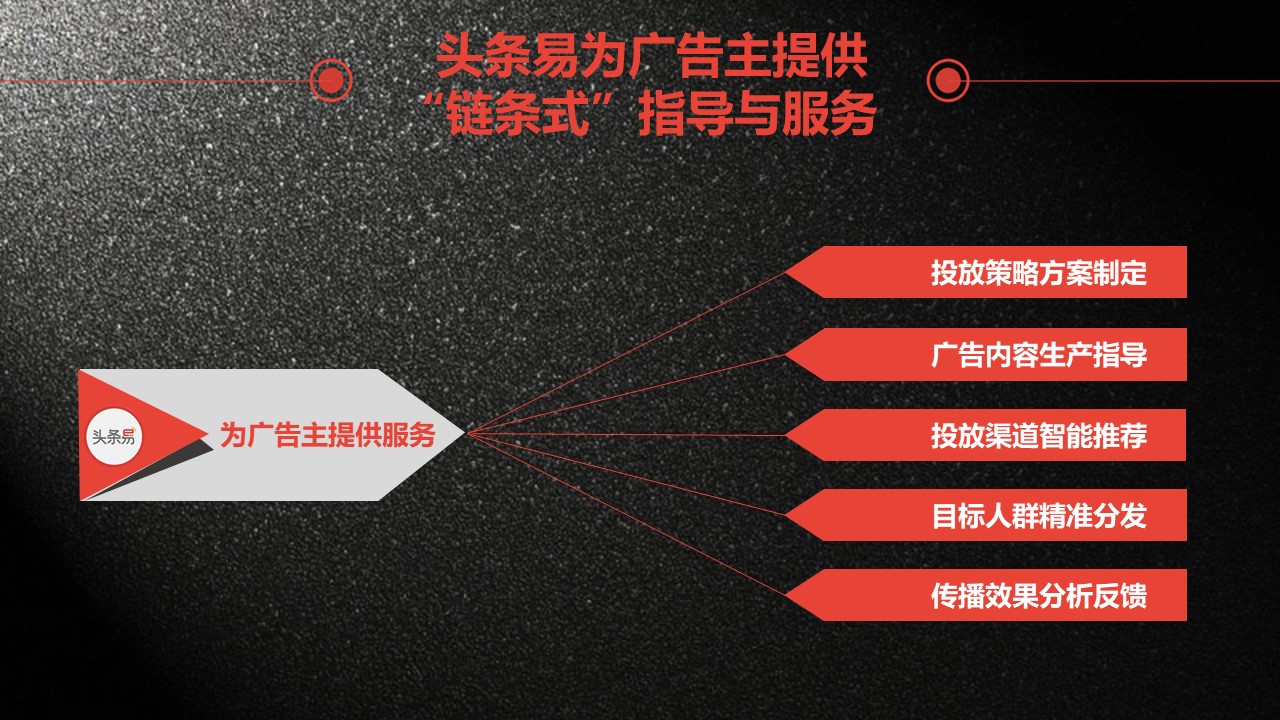 头条易为广告主提供
“链条式”指导与服务
投放策略方案制定
广告内容生产指导
头条易
为广告主提供服务
投放渠道智能推荐
目标人群精准分发
传播效果分析反馈